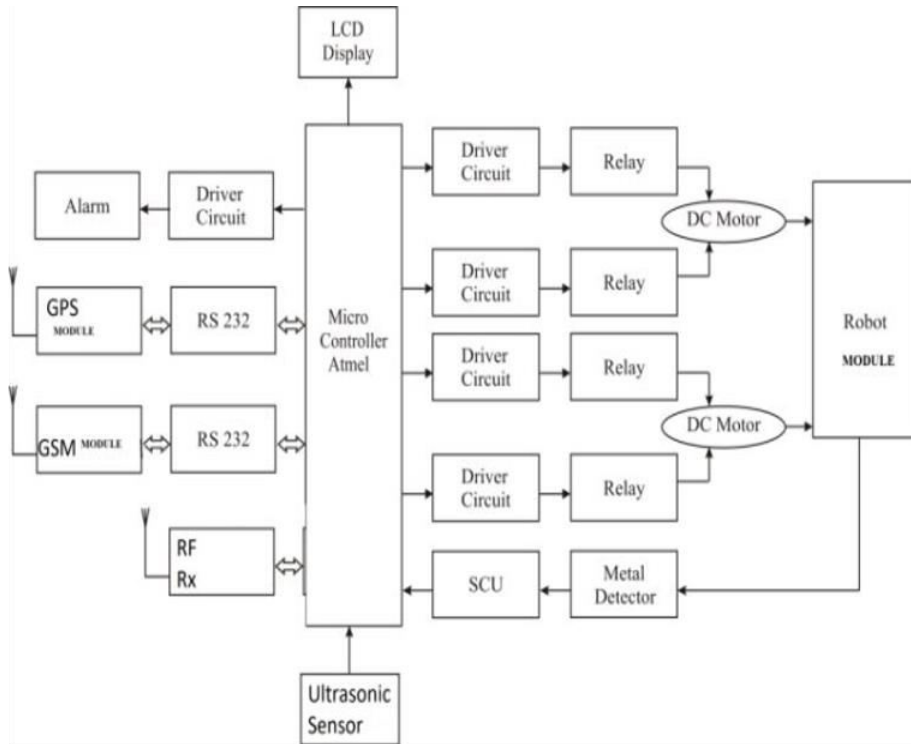 LCD
Display
Driver
Circuit
Relay
Alarm
Driver
Circuit
DC Motor
GPS
MODULE
RS 232
Micro
Controller
Atmel
Driver
Circuit
Relay
Robot
MODULE
Driver
Circuit
Relay
GSM MODULE
RS 232
DC Motor
Driver
Circuit
Relay
RF
Rx
SCU
Metal
Detector
Ultrasonic
Sensor